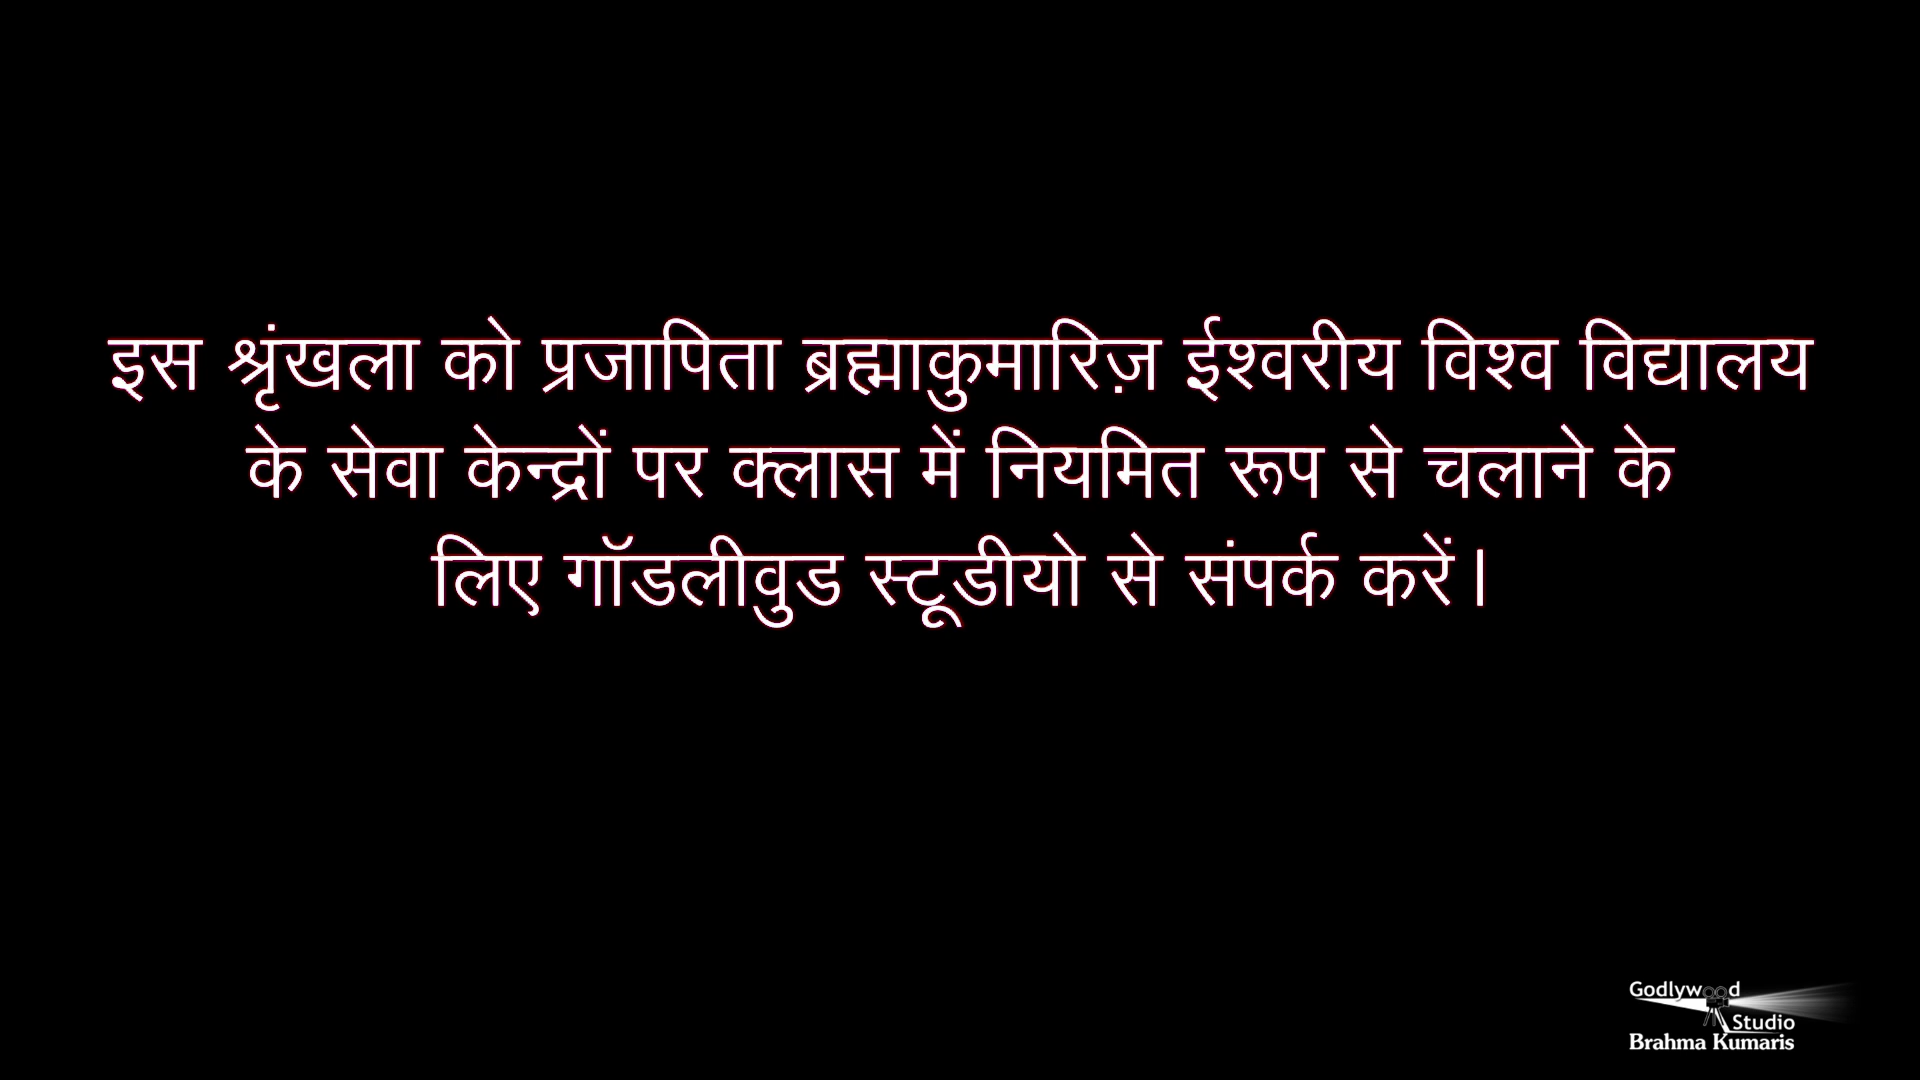 इस श्रृंखला को प्रजापिता ब्रह्माकुमारिज़ ईश्वरीय विश्व विद्यालय
के सेवा केन्द्रों पर क्लास में नियमित रूप से चलाने के
लिए गॉडलीवुड स्टूडीयो से संपर्क करें।
Godlywood
Studio
Brahma Kumaris